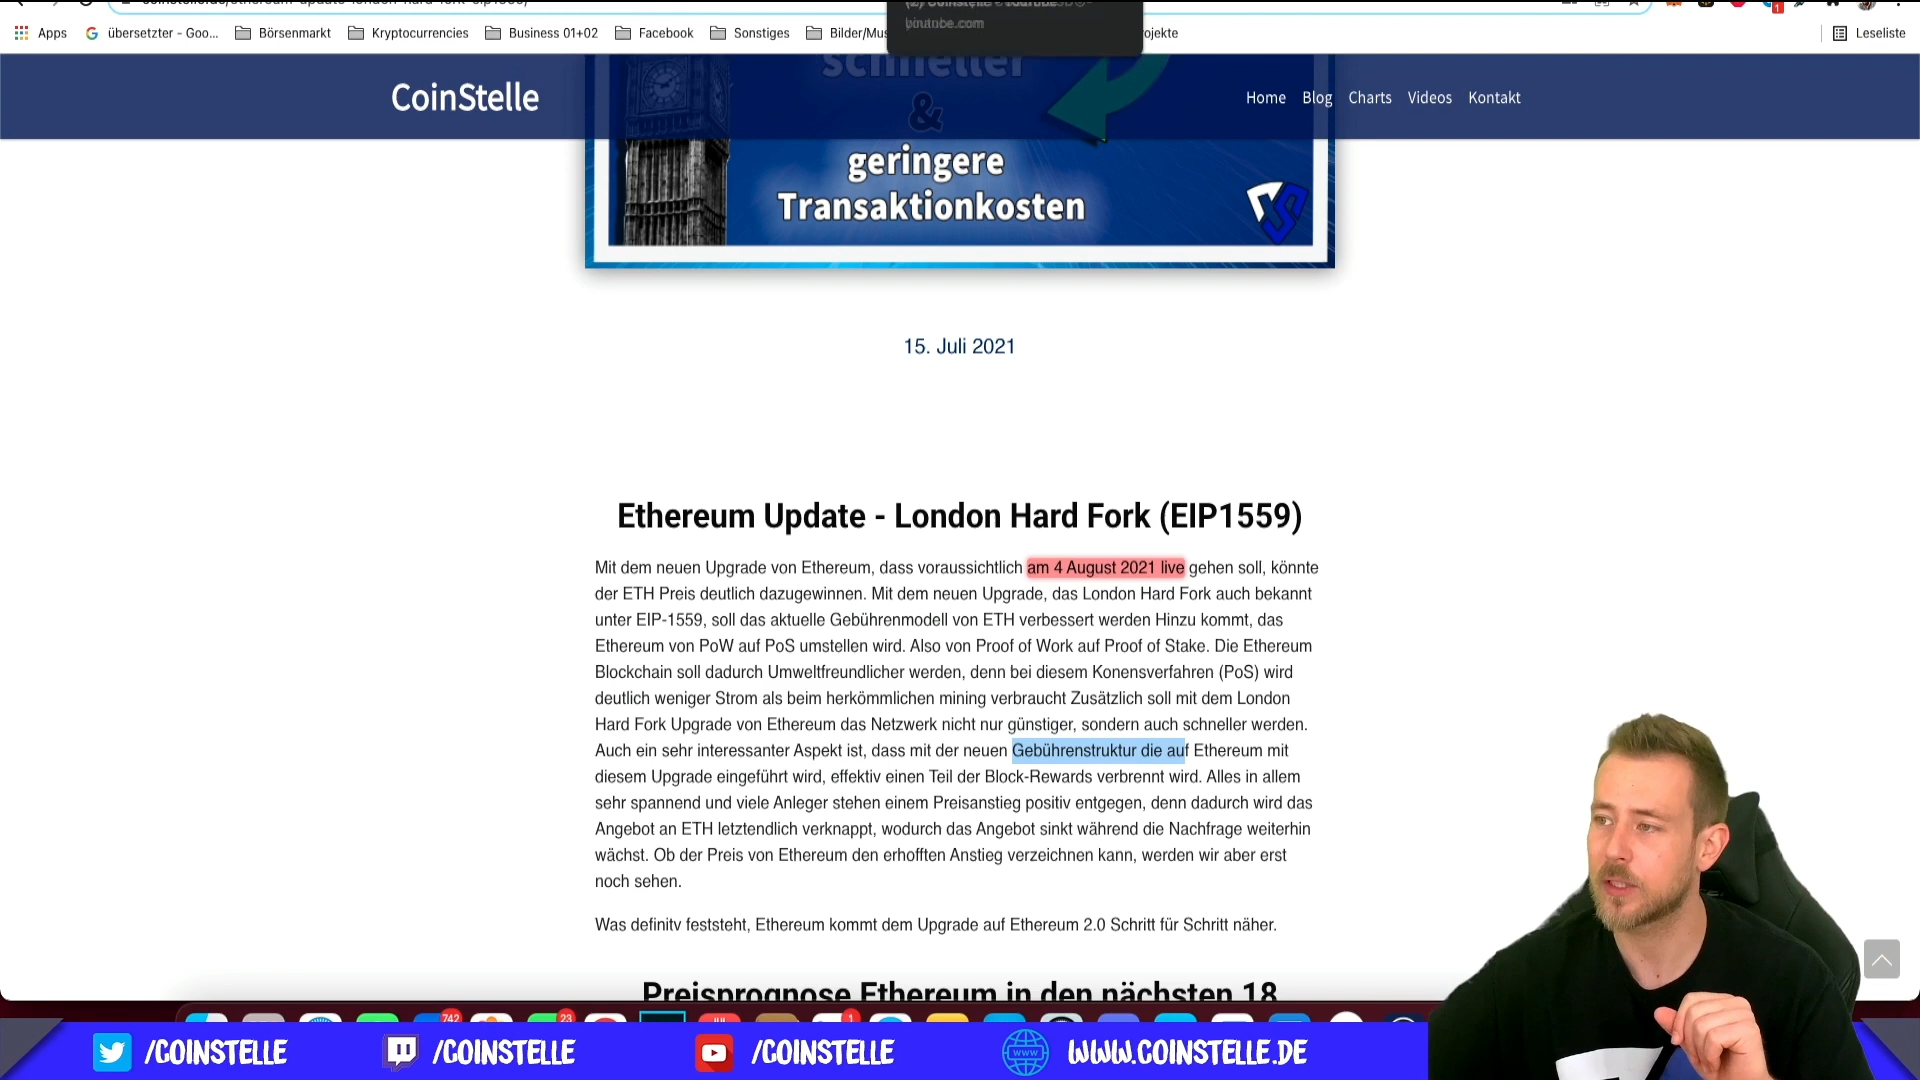 Apps übersetzter - Goo... Börsenmarkt Kryptocurrencies Business 01+02 Facebook Sonstiges Bilder/Mus ojekte Leseliste
CoinStelle Home Blog Charts Videos Kontakt
schneller
&
geringere
Transaktionkosten
15. Juli 2021
Ethereum Update - London Hard Fork (EIP1559)
Mit dem neuen Upgrade von Ethereum, dass voraussichtlich am 4 August 2021 live gehen soll, könnte
der ETH Preis deutlich dazugewinnen. Mit dem neuen Upgrade, das London Hard Fork auch bekannt
unter EIP-1559, soll das aktuelle Gebührenmodell von ETH verbessert werden Hinzu kommt, das
Ethereum von PoW auf PoS umstellen wird. Also von Proof of Work auf Proof of Stake. Die Ethereum
Blockchain soll dadurch Umweltfreundlicher werden, denn bei diesem Konensverfahren (PoS) wird
deutlich weniger Strom als beim herkömmlichen mining verbraucht Zusätzlich soll mit dem London
Hard Fork Upgrade von Ethereum das Netzwerk nicht nur günstiger, sondern auch schneller werden.
Auch ein sehr interessanter Aspekt ist, dass mit der neuen Gebührenstruktur die auf Ethereum mit
diesem Upgrade eingeführt wird, effektiv einen Teil der Block-Rewards verbrennt wird. Alles in allem
sehr spannend und viele Anleger stehen einem Preisanstieg positiv entgegen, denn dadurch wird das
Angebot an ETH letztendlich verknappt, wodurch das Angebot sinkt während die Nachfrage weiterhin
wächst. Ob der Preis von Ethereum den erhofften Anstieg verzeichnen kann, werden wir aber erst
noch sehen.
Was definitv feststeht, Ethereum kommt dem Upgrade auf Ethereum 2.0 Schritt für Schritt näher.
Preisprognose Ethereum in den nächsten 18
742 23 1
/COINSTELLE /COINSTELLE /COINSTELLE WWW WWW.COINSTELLE.DE